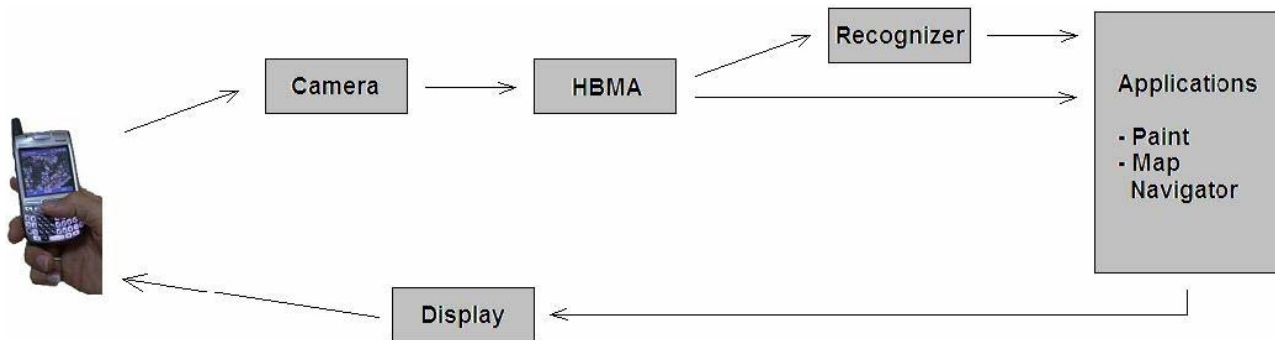 Recognizer
Camera
HBMA
Applications
- Paint
- Map
Navigator
Display